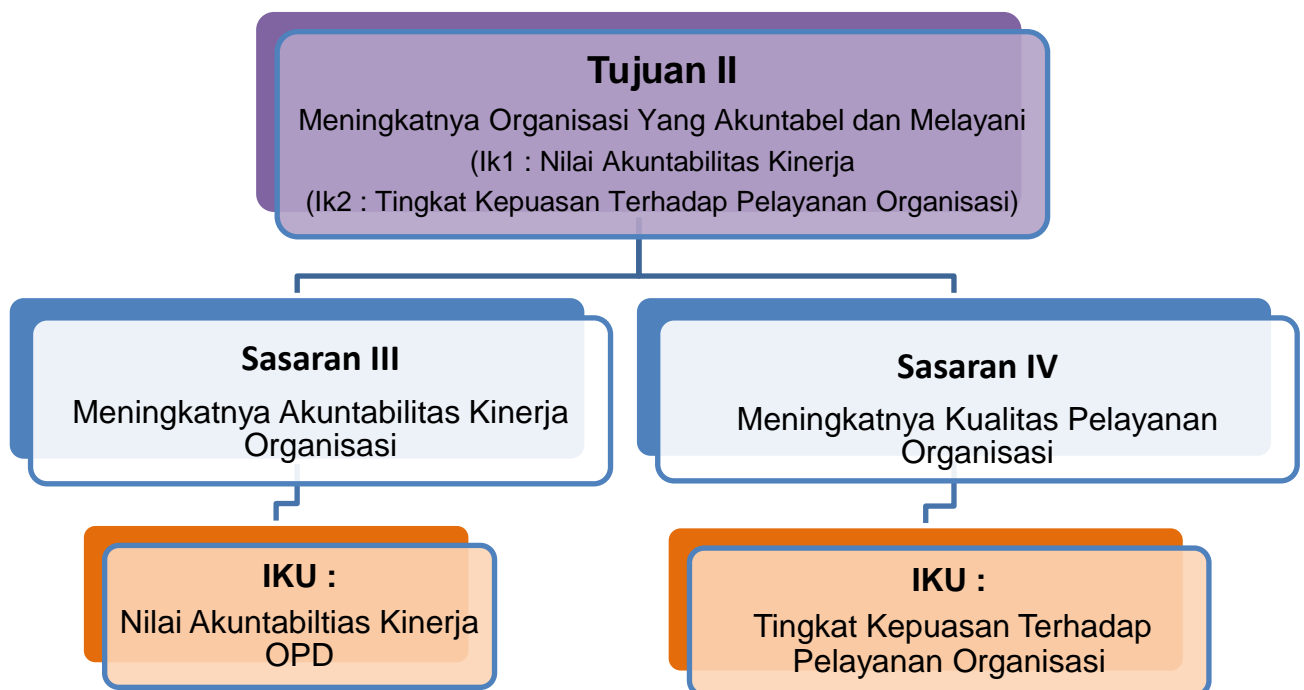 Tujuan II
Meningkatnya Organisasi Yang Akuntabel dan Melayani
(Ik1 : Nilai Akuntabilitas Kinerja
(Ik2 : Tingkat Kepuasan Terhadap Pelayanan Organisasi)
Sasaran III
Meningkatnya Akuntabilitas Kinerja
Organisasi
Sasaran IV
Meningkatnya Kualitas Pelayanan
Organisasi
IKU :
Nilai Akuntabiltias Kinerja
OPD
IKU :
Tingkat Kepuasan Terhadap
Pelayanan Organisasi